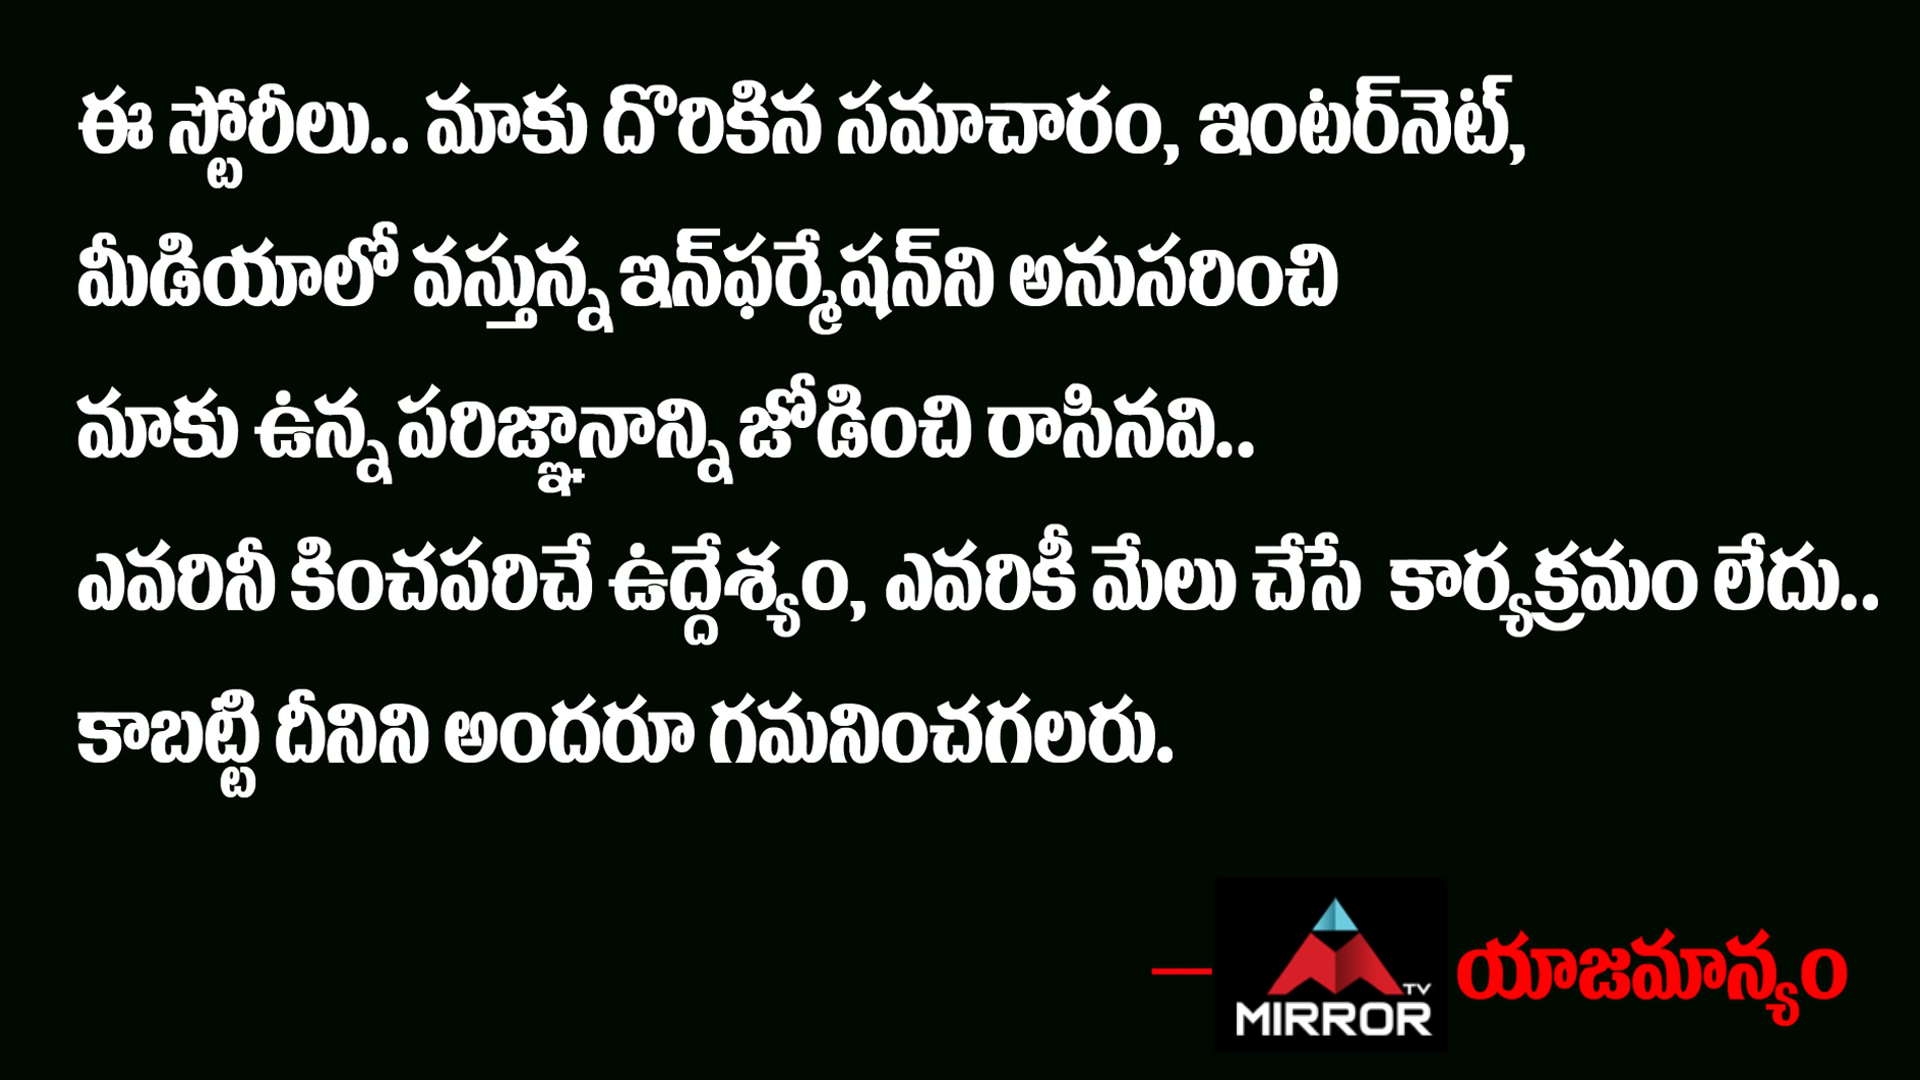 ఈ స్టోరీలు.. మాకు దొరికిన సమాచారం, ఇంటర్‌నెట్,
మీడియాలో వస్తున్న ఇన్‌ఫర్మేషన్‌ని అనుసరించి
మాకు ఉన్న పరిజ్ఞానాన్ని జోడించి రాసినవి..
ఎవరినీ కించపరిచే ఉద్దేశ్యం, ఎవరికీ మేలు చేసే కార్యక్రమం లేదు..
కాబట్టి దీనిని అందరూ గమనించగలరు.
— MIRROR TV యాజమాన్యం